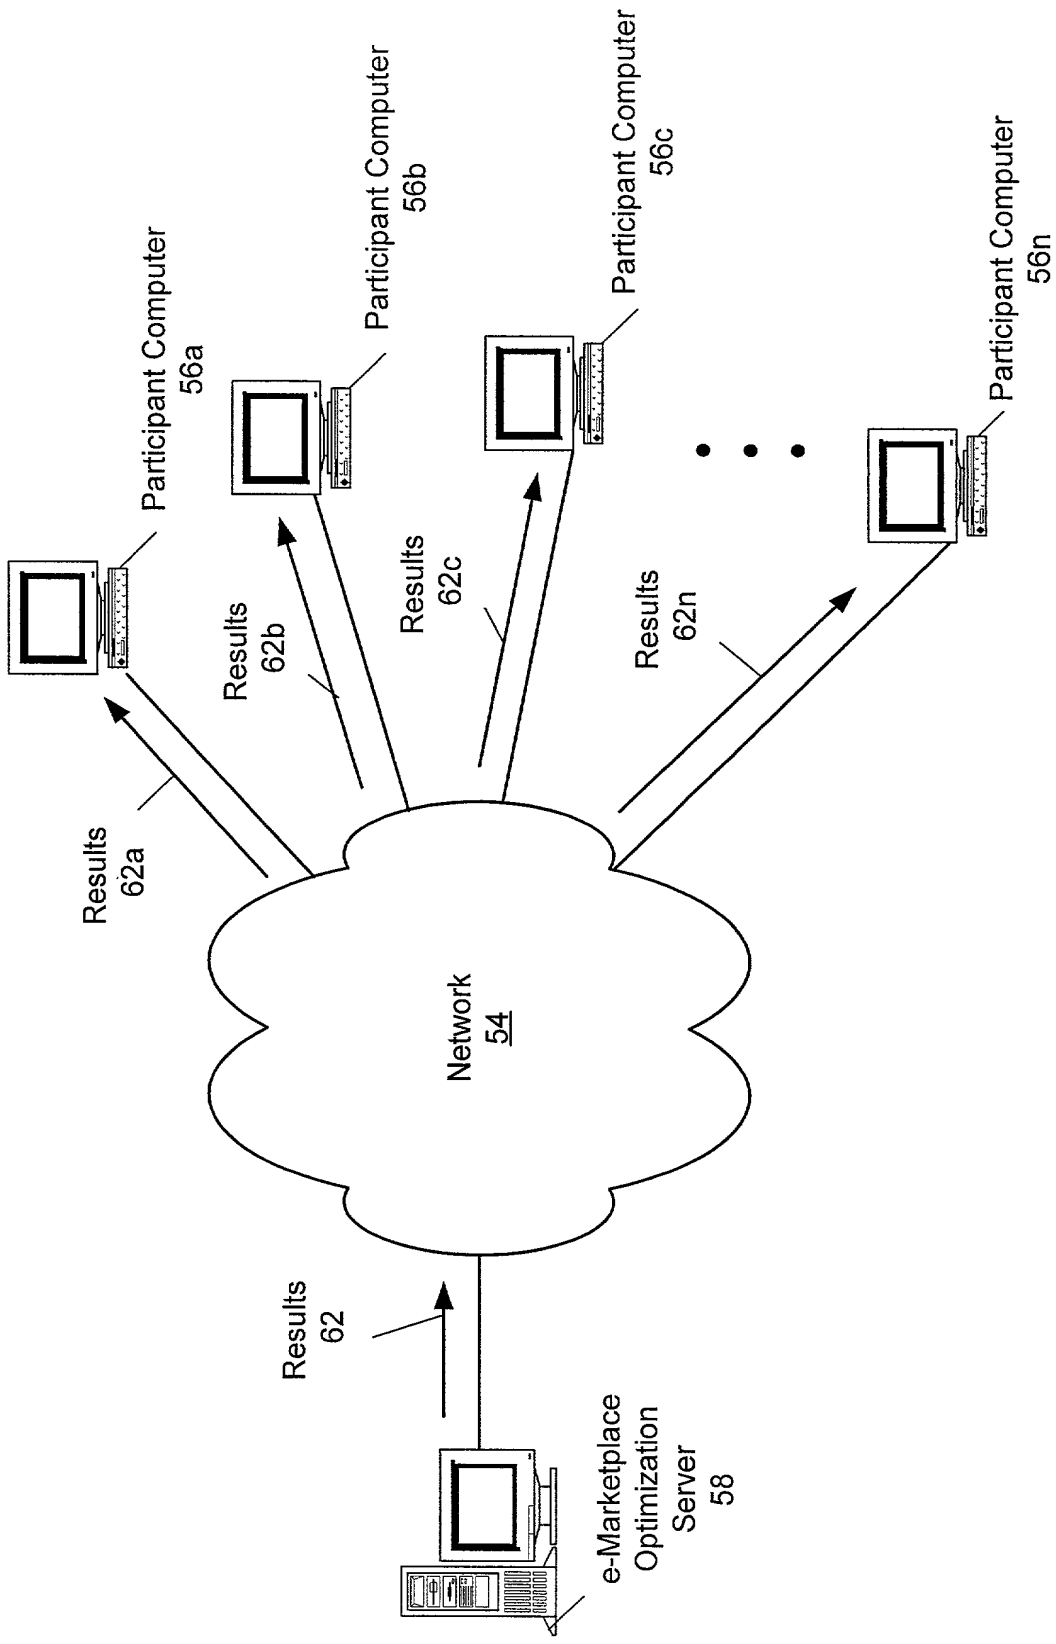 Participant Computer
56a
Participant Computer
56b
Participant Computer
56c
Participant Computer
56n
Results
62a
Results
62b
Results
62c
Results
62n
Network
54
Results
62
e-Marketplace
Optimization
Server
58